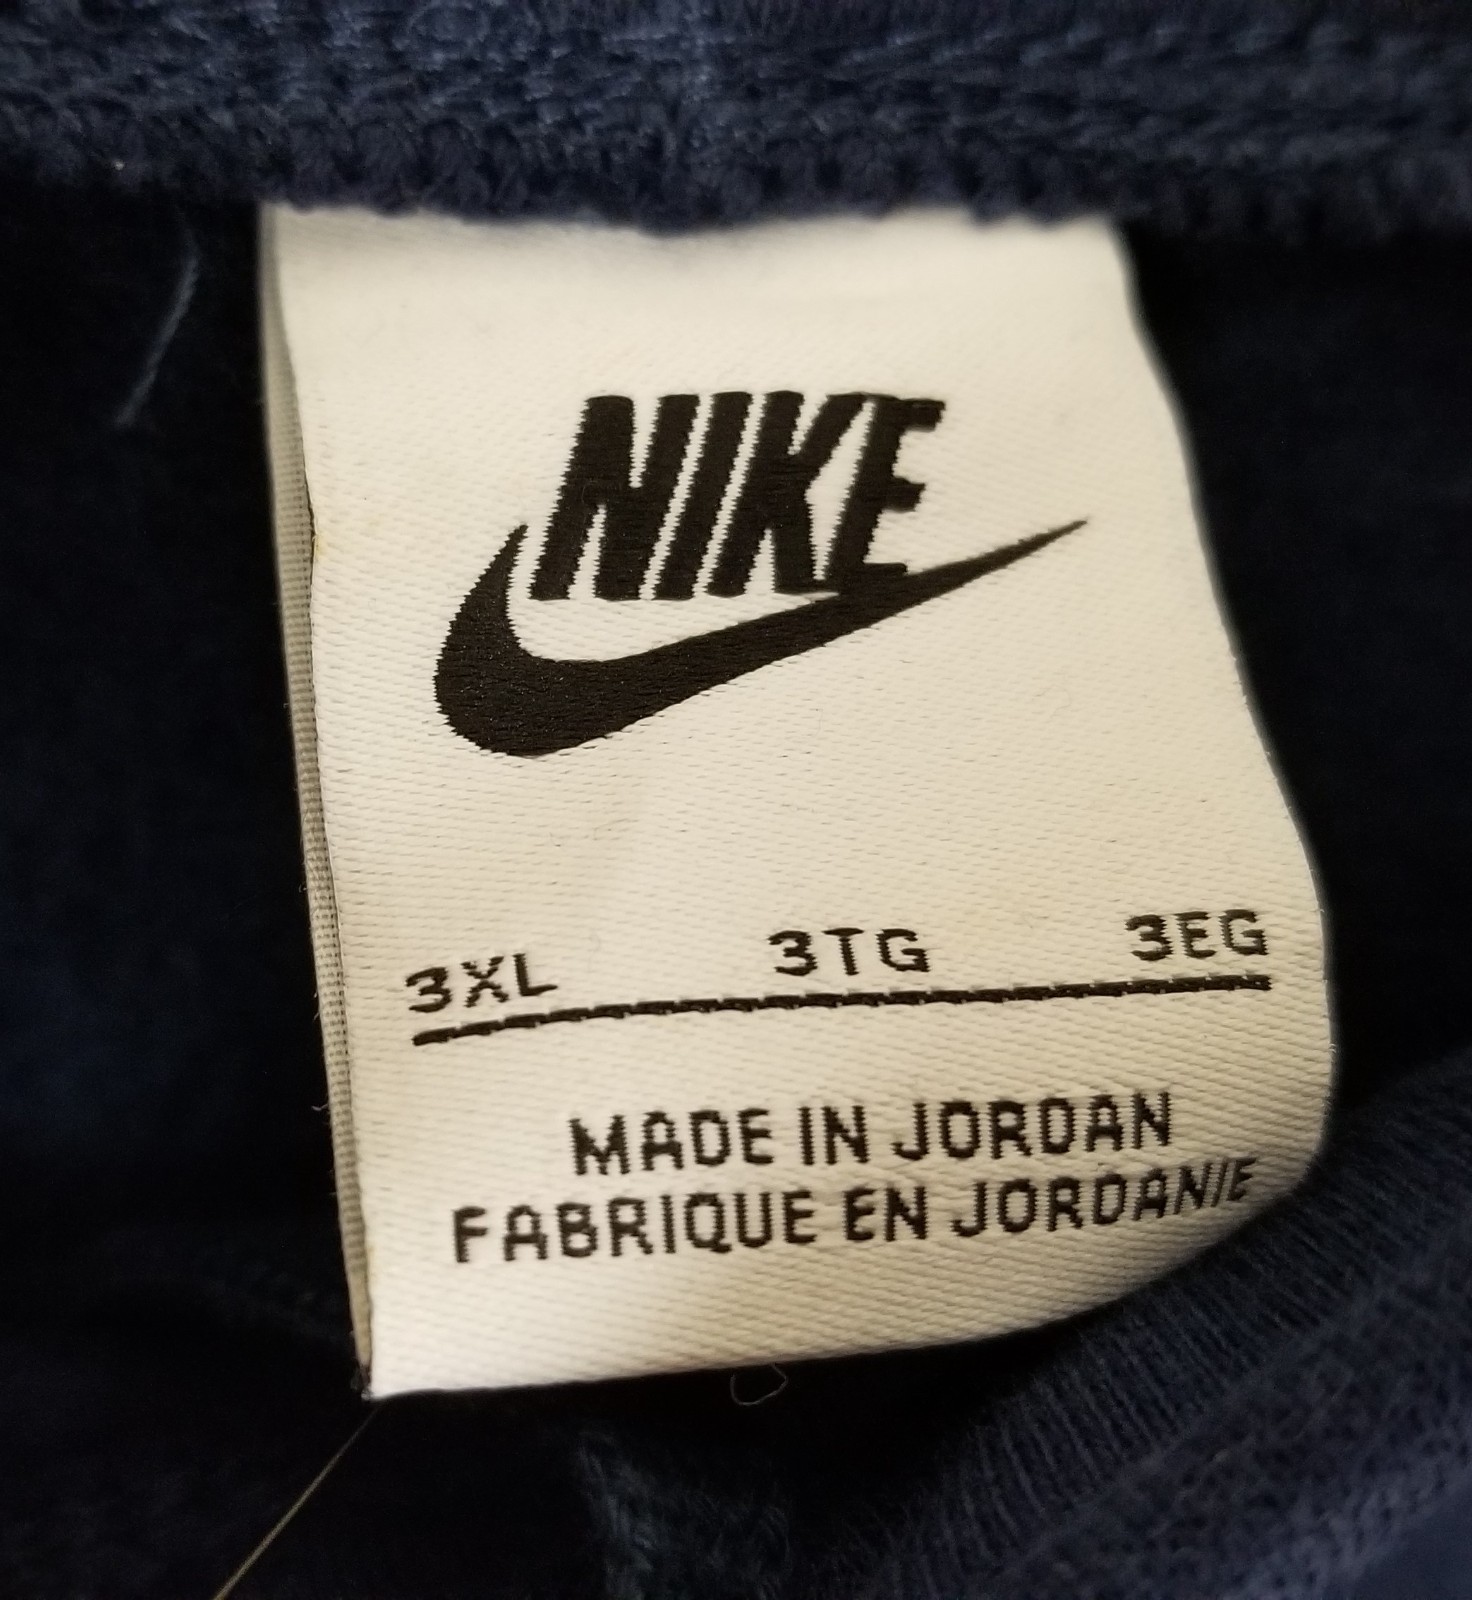 NIKE
3XL 3TG 3EG
MADE IN JORDAN
FABRIQUE EN JORDANIE